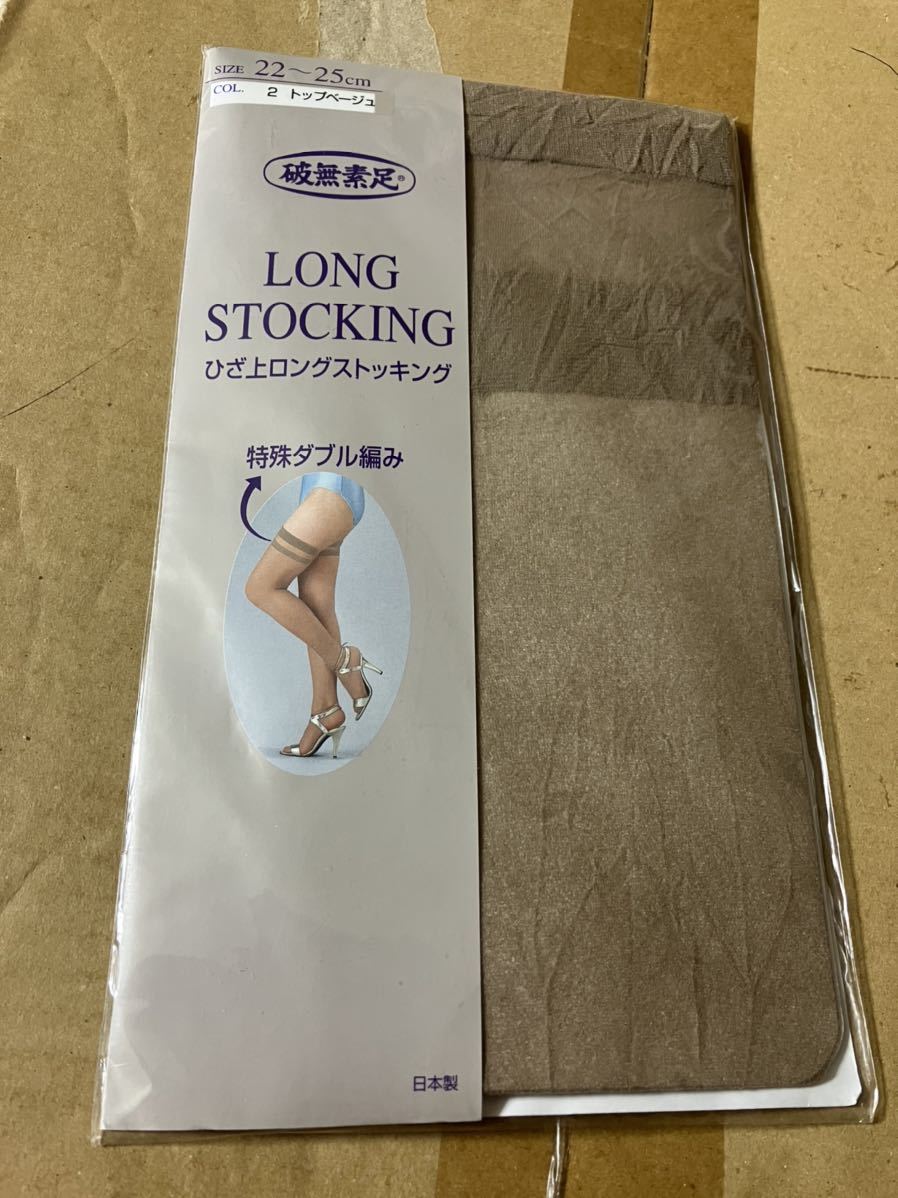 SIZE 22～25cm
COL. 2 トップベージュ
破無素足®
LONG
STOCKING
ひざ上ロングストッキング
特殊ダブル編み
日本製